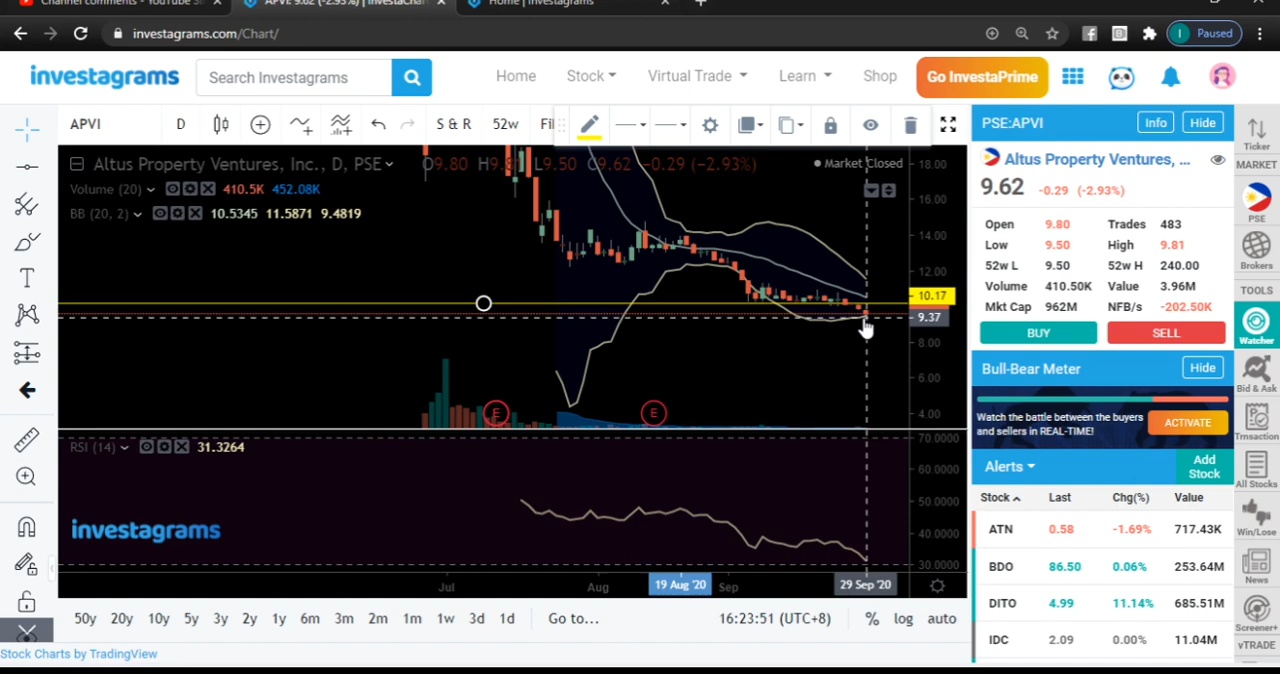 Channel comments - YouTube
APVI: 9.62 (-2.93%) | InvestaChar
Home | Investagrams
investagrams.com/Chart/
Paused
investagrams
Search Investagrams
Home
Stock
Virtual Trade
Learn
Shop
Go InvestaPrime
APVI
D
S & R
52w
Fil
PSE:APVI
Info
Hide
Altus Property Ventures, Inc., D, PSE
O9.80 H9.81 L9.50 C9.62 -0.29 (-2.93%)
Market Closed
Volume (20)
410.5K 452.08K
BB (20, 2)
10.5345 11.5871 9.4819
18.00
16.00
14.00
12.00
10.17
9.37
8.00
6.00
4.00
E
E
RSI (14)
31.3264
70.0000
60.0000
50.0000
40.0000
30.0000
investagrams
Jul
Aug
19 Aug '20
Sep
29 Sep '20
50y 20y 10y 5y 3y 2y 1y 6m 3m 2m 1m 1w 3d 1d
Go to...
16:23:51 (UTC+8)
% log auto
Stock Charts by TradingView
Altus Property Ventures, ...
9.62 -0.29 (-2.93%)
Open 9.80 Trades 483
Low 9.50 High 9.81
52w L 9.50 52w H 240.00
Volume 410.50K Value 3.96M
Mkt Cap 962M NFB/s -202.50K
BUY
SELL
Bull-Bear Meter
Hide
Watch the battle between the buyers
and sellers in REAL-TIME!
ACTIVATE
Alerts
Add
Stock
Stock Last Chg(%) Value
ATN 0.58 -1.69% 717.43K
BDO 86.50 0.06% 253.64M
DITO 4.99 11.14% 685.51M
IDC 2.09 0.00% 11.04M
Ticker
MARKET
PSE
Brokers
TOOLS
Watcher
Bid & Ask
Trnsaction
All Stocks
Win/Lose
News
Screener+
vTRADE